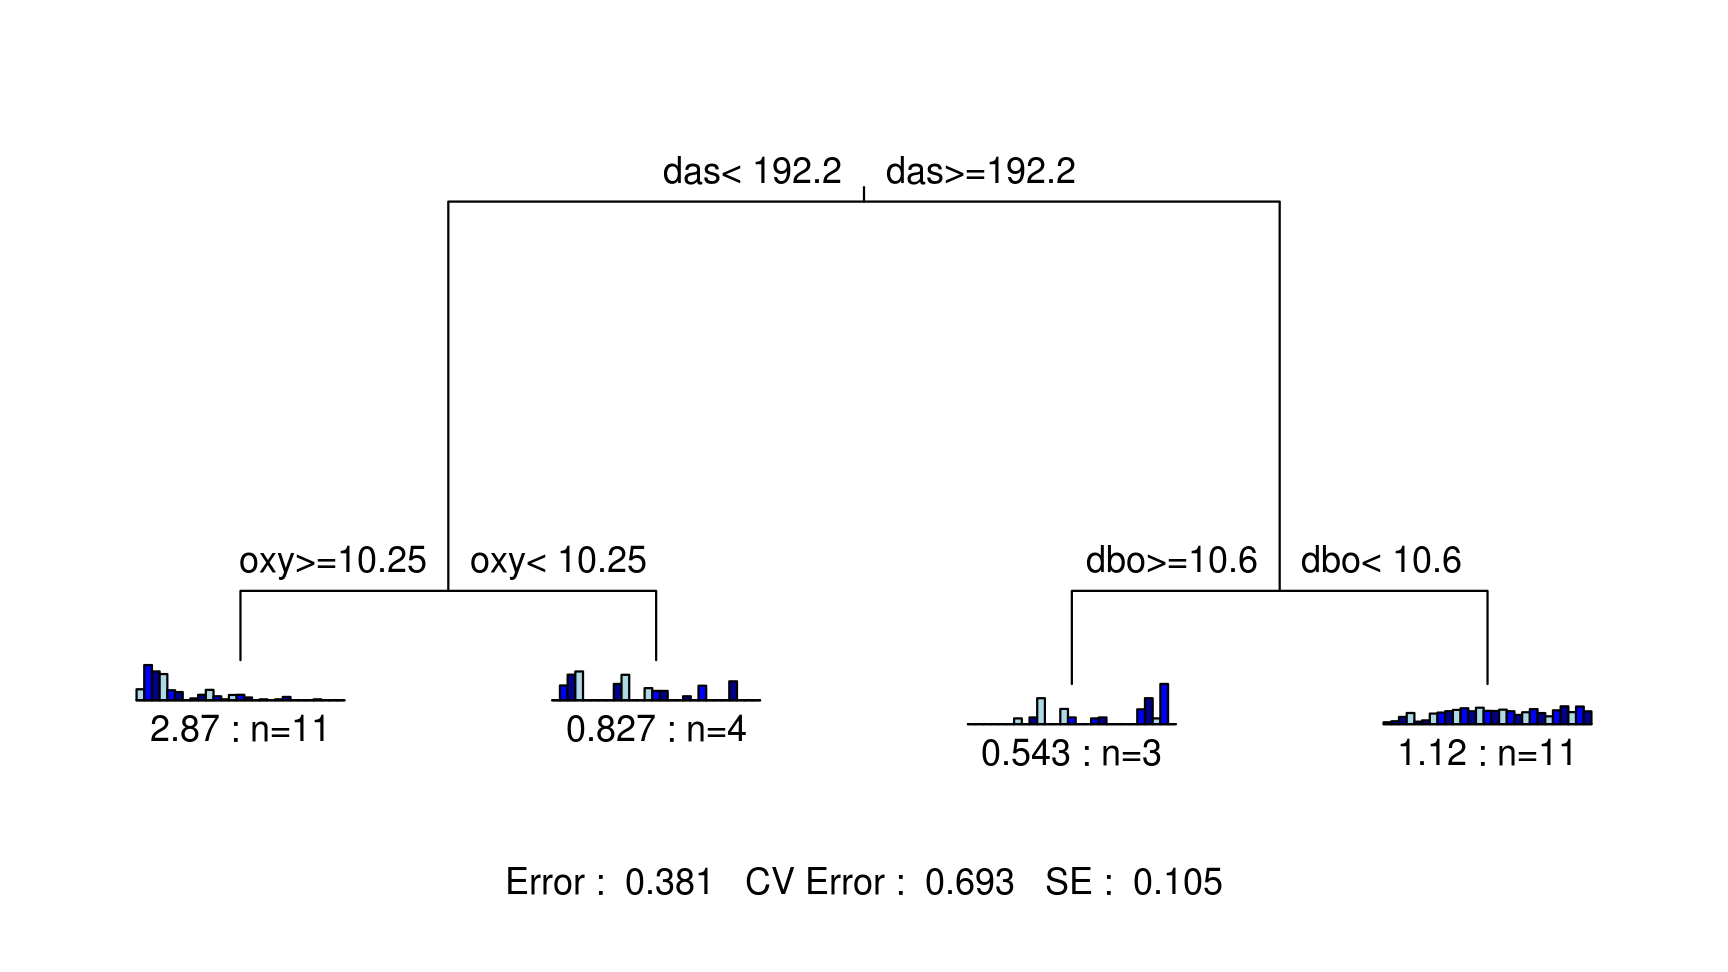 das< 192.2 das>=192.2
oxy>=10.25 oxy< 10.25 dbo>=10.6 dbo< 10.6
2.87 : n=11 0.827 : n=4 0.543 : n=3 1.12 : n=11
Error : 0.381 CV Error : 0.693 SE : 0.105